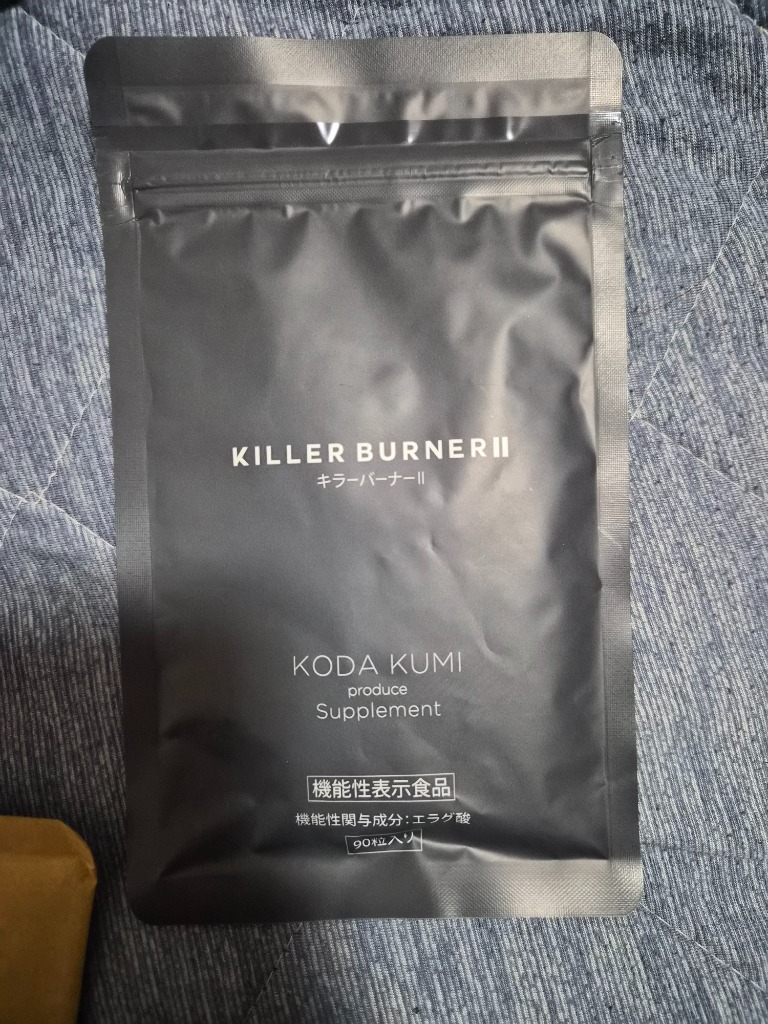 KILLER BURNERⅡ
キラーバーナーⅡ
KODA KUMI
produce
Supplement
機能性表示食品
機能性関与成分:エラグ酸
90粒入り